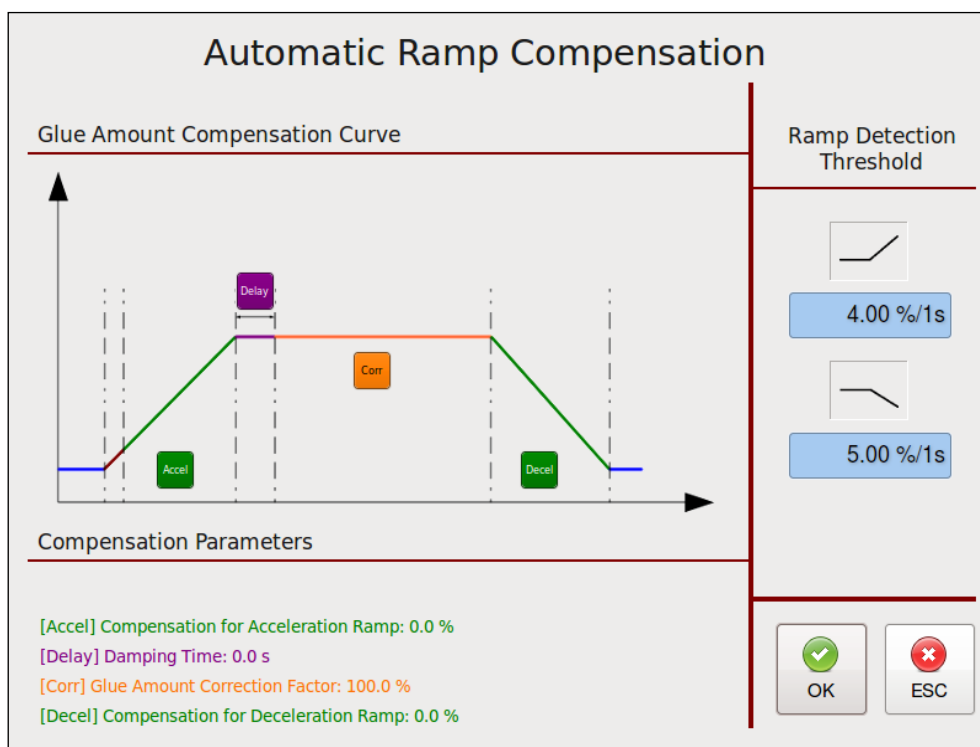 Automatic Ramp Compensation
Glue Amount Compensation Curve
Delay
Corr
Accel
Decel
Compensation Parameters
[Accel] Compensation for Acceleration Ramp: 0.0 %
[Delay] Damping Time: 0.0 s
[Corr] Glue Amount Correction Factor: 100.0 %
[Decel] Compensation for Deceleration Ramp: 0.0 %
Ramp Detection
Threshold
4.00 %/1s
5.00 %/1s
OK
ESC